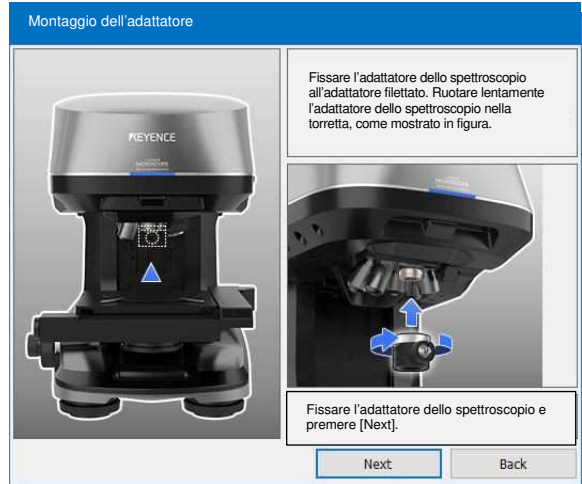 Montaggio dell'adattatore
Fissare l'adattatore dello spettroscopio
all'adattatore filettato. Ruotare lentamente
l'adattatore dello spettroscopio nella
torretta, come mostrato in figura.
KEYENCE
MICROSCOPE
Fissare l'adattatore dello spettroscopio e
premere [Next].
Next
Back